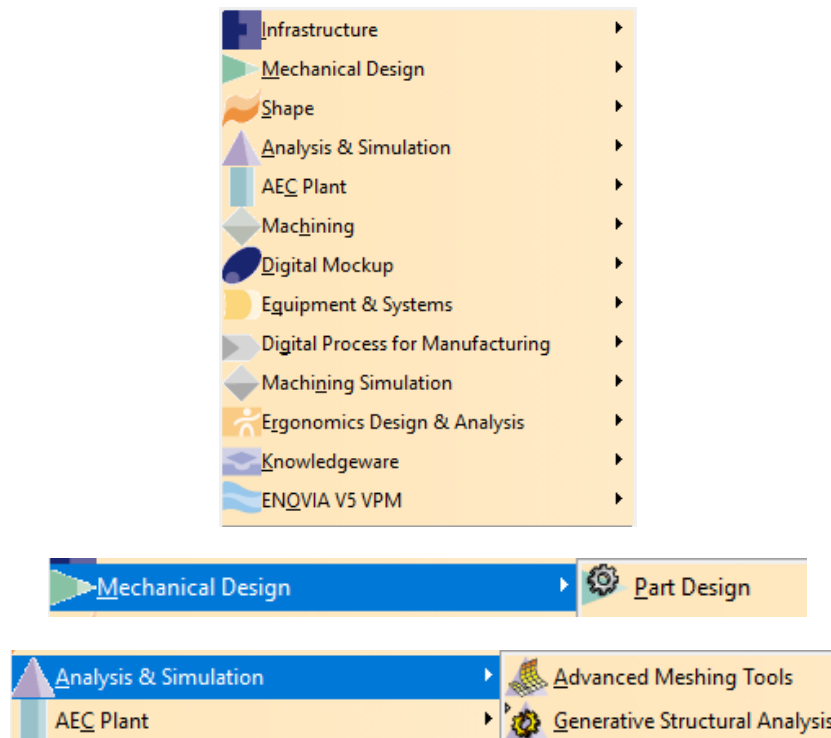 Infrastructure
Mechanical Design
Shape
Analysis & Simulation
AEC Plant
Machining
Digital Mockup
Equipment & Systems
Digital Process for Manufacturing
Machining Simulation
Ergonomics Design & Analysis
Knowledgeware
ENOVIA V5 VPM
Mechanical Design Part Design
Analysis & Simulation Advanced Meshing Tools
AEC Plant Generative Structural Analysis